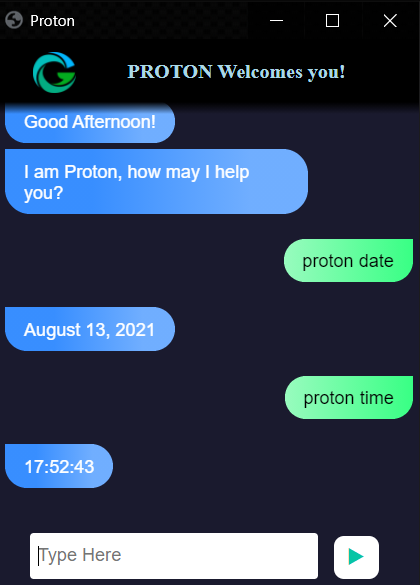 Proton
PROTON Welcomes you!
Good Afternoon!
I am Proton, how may I help
you?
proton date
August 13, 2021
proton time
17:52:43
Type Here